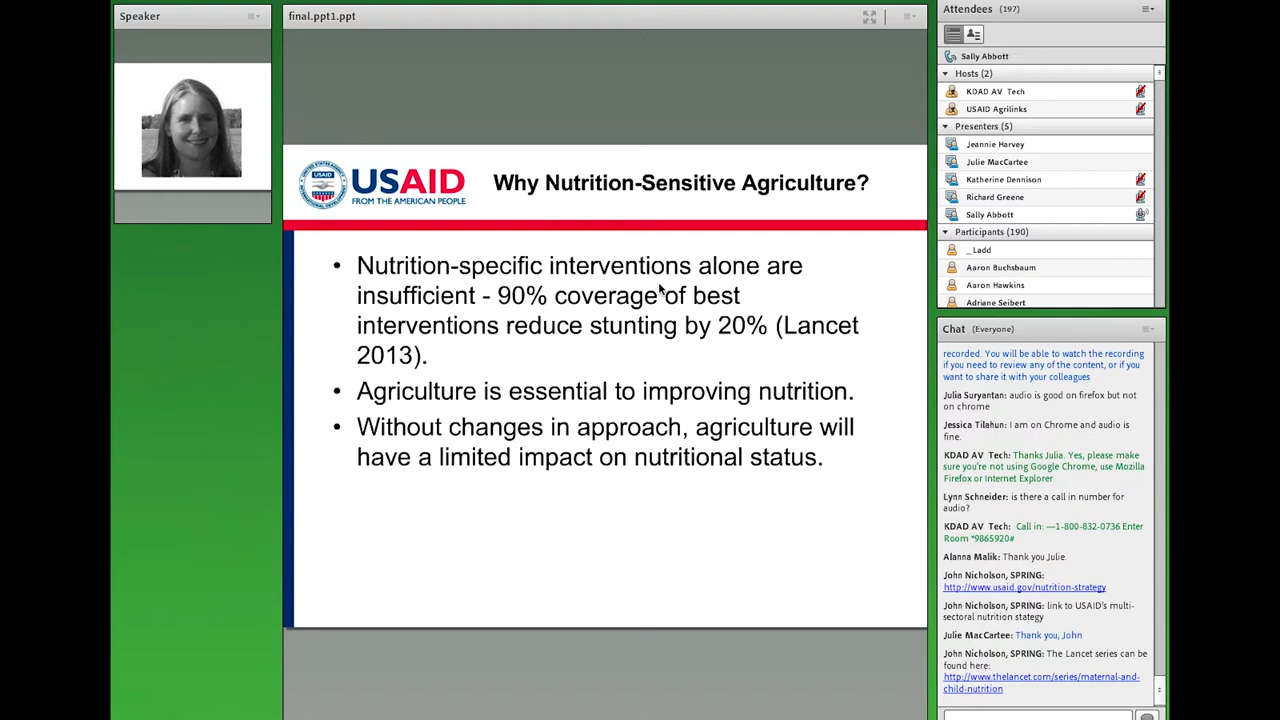 Speaker
final.ppt1.ppt
UNITED STATES AGENCY
INTERNATIONAL DEVELOPMENT
USAID
USAID
FROM THE AMERICAN PEOPLE
Why Nutrition-Sensitive Agriculture?
• Nutrition-specific interventions alone are
insufficient - 90% coverage of best
interventions reduce stunting by 20% (Lancet
2013).
• Agriculture is essential to improving nutrition.
• Without changes in approach, agriculture will
have a limited impact on nutritional status.
Attendees (197)
Sally Abbott
Hosts (2)
KDAD AV Tech
USAID Agrilinks
Presenters (5)
Jeannie Harvey
Julie MacCartee
Katherine Dennison
Richard Greene
Sally Abbott
Participants (190)
_ Ladd
Aaron Buchsbaum
Aaron Hawkins
Adriane Seibert
Chat (Everyone)
recorded. You will be able to watch the recording
if you need to review any of the content, or if you
want to share it with your colleagues
Julia Suryantan: audio is good on firefox but not
on chrome
Jessica Tilahun: I am on Chrome and audio is
fine.
KDAD AV Tech: Thanks Julia. Yes, please make
sure you're not using Google Chrome, use Mozilla
Firefox or Internet Explorer
Lynn Schneider: is there a call in number for
audio?
KDAD AV Tech: Call in: —1-800-832-0736 Enter
Room *9865920#
Alanna Malik: Thank you Julie.
John Nicholson, SPRING:
http://www.usaid.gov/nutrition-strategy
John Nicholson, SPRING: link to USAID's multi-
sectoral nutrition stategy
Julie MacCartee: Thank you, John
John Nicholson, SPRING: The Lancet series can be
found here:
http://www.thelancet.com/series/maternal-and-
child-nutrition